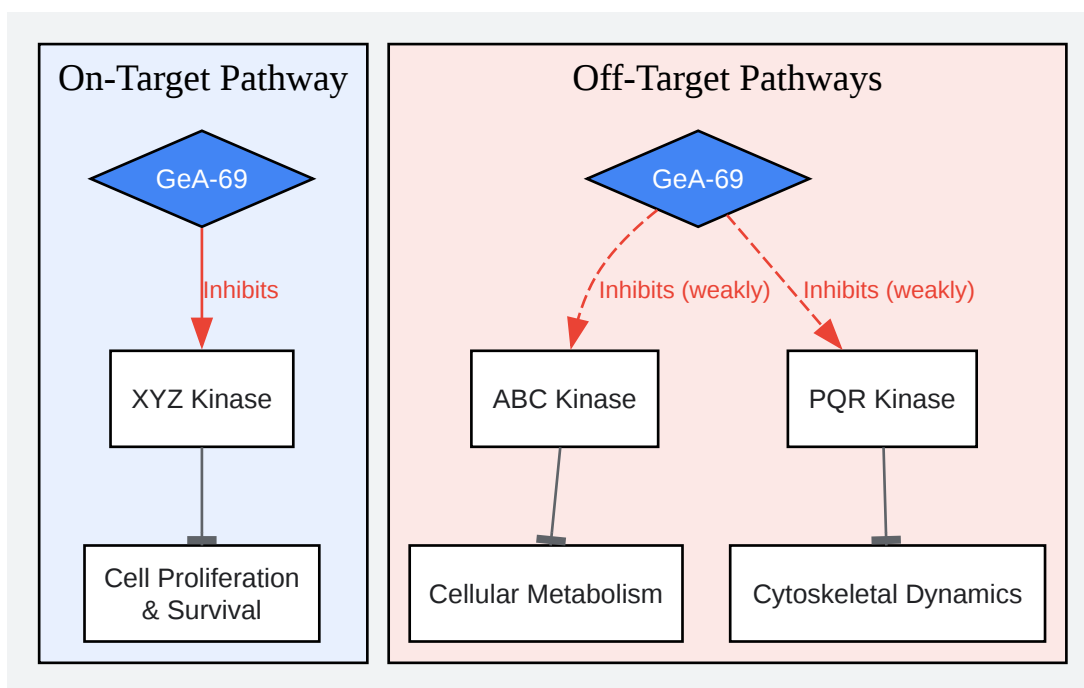 On-Target Pathway
GeA-69
Inhibits
XYZ Kinase
Cell Proliferation
& Survival
Off-Target Pathways
GeA-69
Inhibits (weakly)
Inhibits (weakly)
ABC Kinase
PQR Kinase
Cellular Metabolism
Cytoskeletal Dynamics